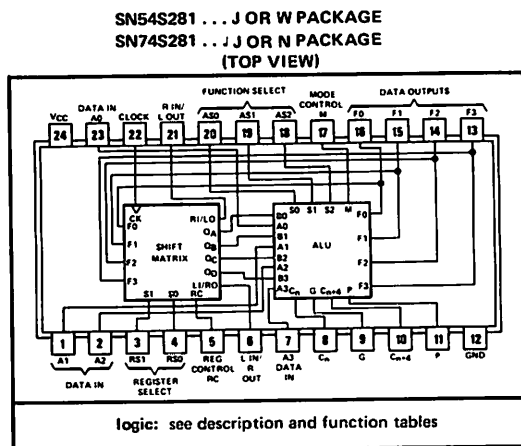 SN54S281 . . . J OR W PACKAGE
SN74S281 . . . J OR N PACKAGE
(TOP VIEW)
FUNCTION SELECT
DATA OUTPUTS
VCC
DATA IN A0
CLOCK
R IN/ L OUT
AS0
AS1
AS2
MODE CONTROL M
F0
F1
F2
F3
24 23 22 21 20 19 18 17 16 15 14 13
CK
F0
F1
F2
F3
SHIFT MATRIX
RI/LO
QA
QB
QC
QD
LI/RO
S1 S0 RC
S0 S1 S2 M
B0
A0
B1
A1
B2
A2
B3
A3
ALU
F0
F1
F2
F3
Cn G Cn+4 P
1 2 3 4 5 6 7 8 9 10 11 12
A1
A2
RS1
RS0
REG CONTROL RC
L IN/ R OUT
A3 DATA IN
Cn
G
Cn+4
P
GND
DATA IN
REGISTER SELECT
logic: see description and function tables